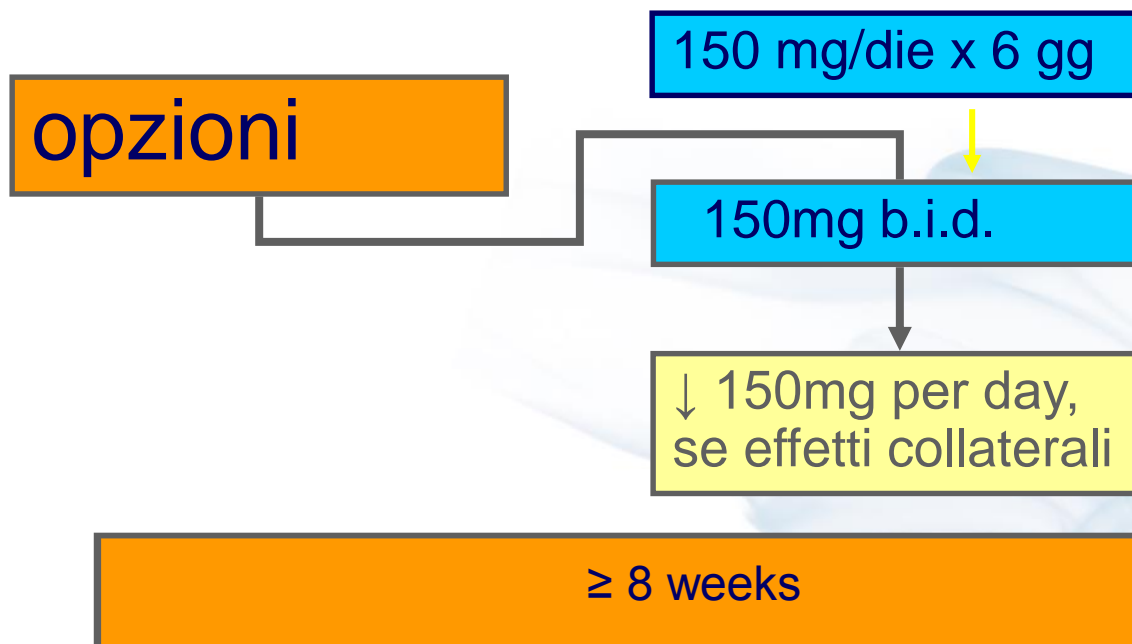 150 mg/die x 6 gg
opzioni
150mg b.i.d.
↓ 150mg per day,
se effetti collaterali
≥ 8 weeks